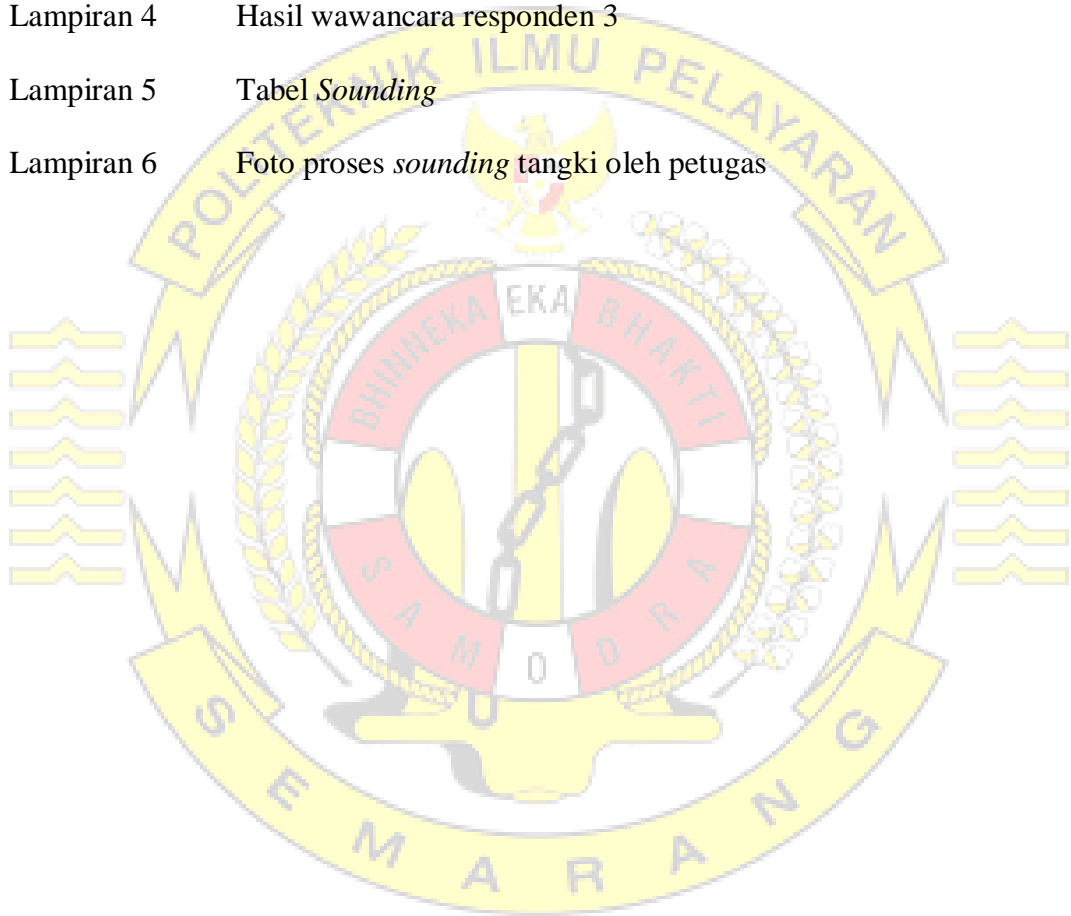 Lampiran 4 Hasil wawancara responden 3
Lampiran 5 Tabel Sounding
Lampiran 6 Foto proses sounding tangki oleh petugas
POLITEKNIK ILMU PELAYARAN
BHINNEKA EKA BHAKTI
SAMODRA
SEMARANG